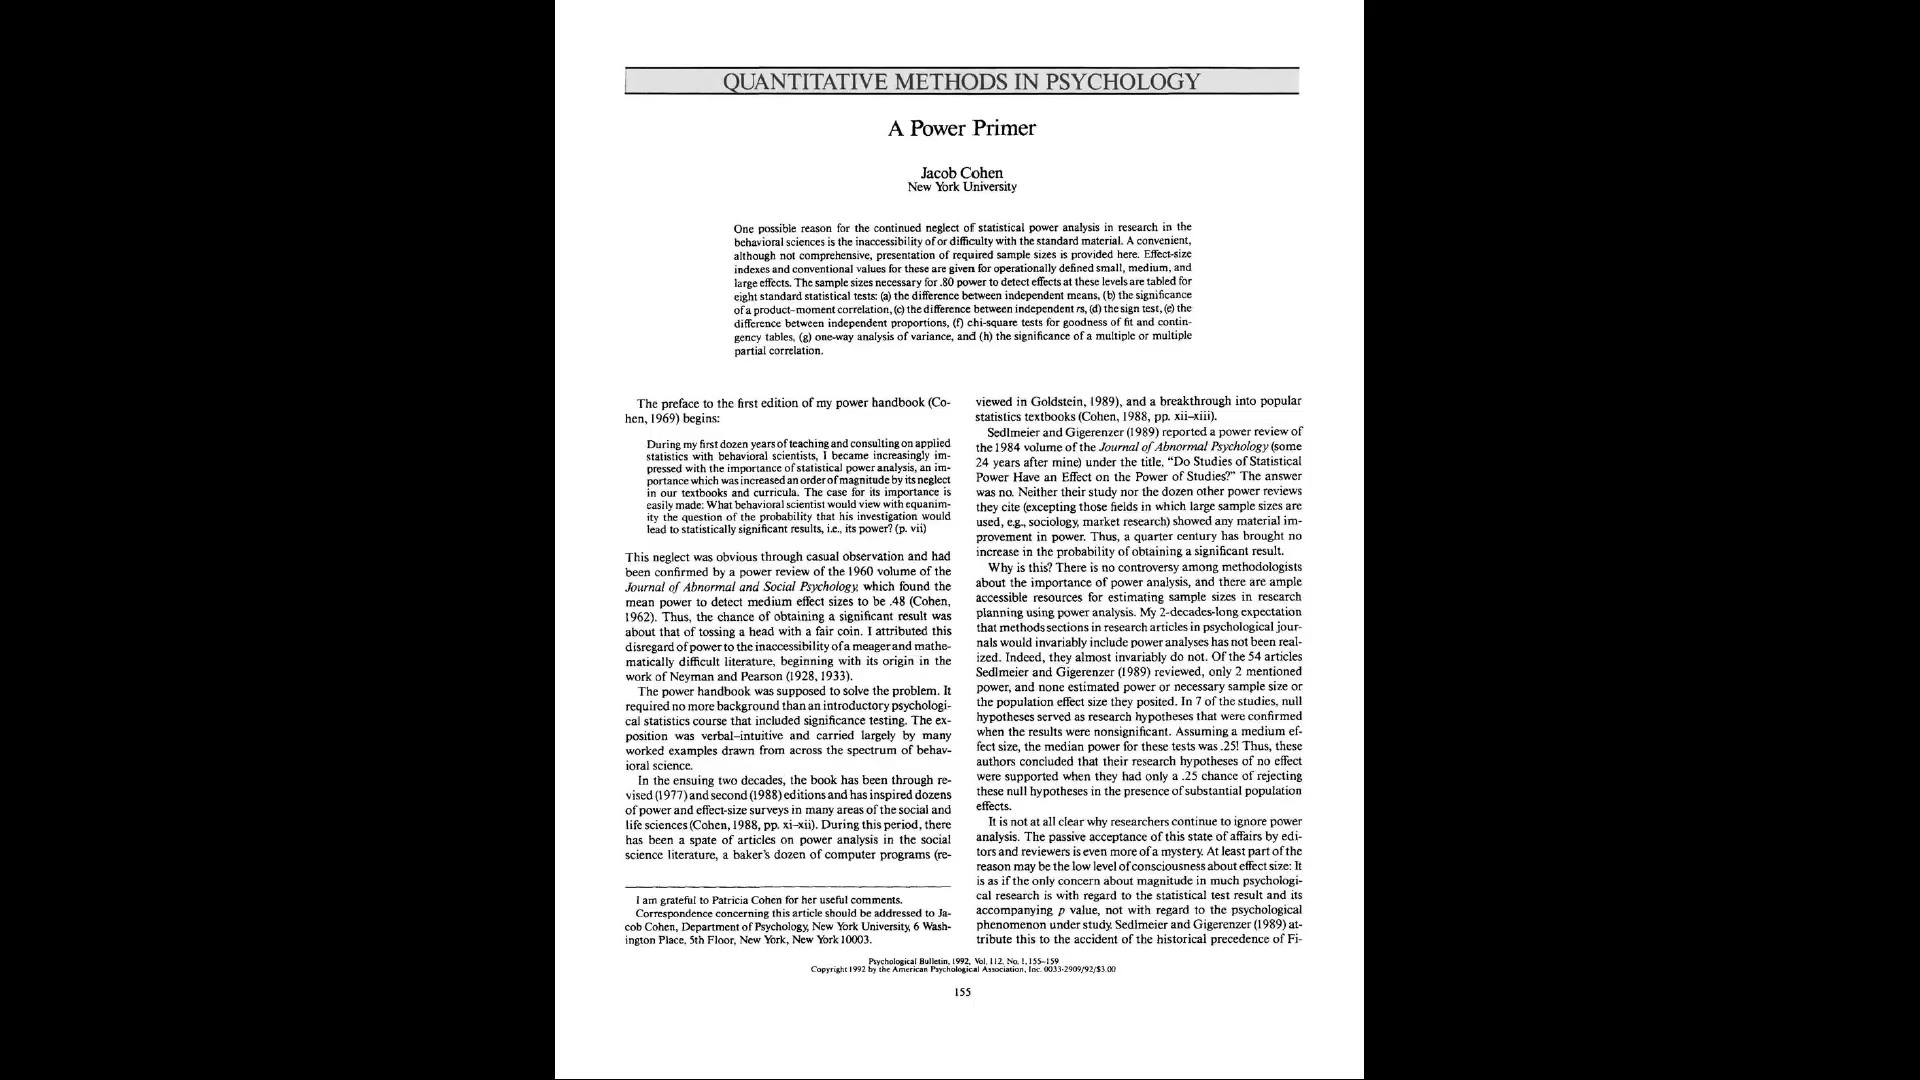 QUANTITATIVE METHODS IN PSYCHOLOGY
A Power Primer
Jacob Cohen
New York University
One possible reason for the continued neglect of statistical power analysis in research in the
behavioral sciences is the inaccessibility of or difficulty with the standard material. A convenient,
although not comprehensive, presentation of required sample sizes is provided here. Effect-size
indexes and conventional values for these are given for operationally defined small, medium, and
large effects. The sample sizes necessary for .80 power to detect effects at these levels are tabled for
eight standard statistical tests: (a) the difference between independent means, (b) the significance
of a product–moment correlation, (c) the difference between independent rs, (d) the sign test, (e) the
difference between independent proportions, (f) chi-square tests for goodness of fit and contin-
gency tables, (g) one-way analysis of variance, and (h) the significance of a multiple or multiple
partial correlation.
The preface to the first edition of my power handbook (Co-
hen, 1969) begins:
During my first dozen years of teaching and consulting on applied
statistics with behavioral scientists, I became increasingly im-
pressed with the importance of statistical power analysis, an im-
portance which was increased an order of magnitude by its neglect
in our textbooks and curricula. The case for its importance is
easily made: What behavioral scientist would view with equanim-
ity the question of the probability that his investigation would
lead to statistically significant results, i.e., its power? (p. vii)
This neglect was obvious through casual observation and had
been confirmed by a power review of the 1960 volume of the
Journal of Abnormal and Social Psychology, which found the
mean power to detect medium effect sizes to be .48 (Cohen,
1962). Thus, the chance of obtaining a significant result was
about that of tossing a head with a fair coin. I attributed this
disregard of power to the inaccessibility of a meager and mathe-
matically difficult literature, beginning with its origin in the
work of Neyman and Pearson (1928, 1933).
The power handbook was supposed to solve the problem. It
required no more background than an introductory psychologi-
cal statistics course that included significance testing. The ex-
position was verbal–intuitive and carried largely by many
worked examples drawn from across the spectrum of behav-
ioral science.
In the ensuing two decades, the book has been through re-
vised (1977) and second (1988) editions and has inspired dozens
of power and effect-size surveys in many areas of the social and
life sciences (Cohen, 1988, pp. xi–xii). During this period, there
has been a spate of articles on power analysis in the social
science literature, a baker's dozen of computer programs (re-
I am grateful to Patricia Cohen for her useful comments.
Correspondence concerning this article should be addressed to Ja-
cob Cohen, Department of Psychology, New York University, 6 Wash-
ington Place, 5th Floor, New York, New York 10003.
viewed in Goldstein, 1989), and a breakthrough into popular
statistics textbooks (Cohen, 1988, pp. xii–xiii).
Sedlmeier and Gigerenzer (1989) reported a power review of
the 1984 volume of the Journal of Abnormal Psychology (some
24 years after mine) under the title, “Do Studies of Statistical
Power Have an Effect on the Power of Studies?” The answer
was no. Neither their study nor the dozen other power reviews
they cite (excepting those fields in which large sample sizes are
used, e.g., sociology, market research) showed any material im-
provement in power. Thus, a quarter century has brought no
increase in the probability of obtaining a significant result.
Why is this? There is no controversy among methodologists
about the importance of power analysis, and there are ample
accessible resources for estimating sample sizes in research
planning using power analysis. My 2-decades-long expectation
that methods sections in research articles in psychological jour-
nals would invariably include power analyses has not been real-
ized. Indeed, they almost invariably do not. Of the 54 articles
Sedlmeier and Gigerenzer (1989) reviewed, only 2 mentioned
power, and none estimated power or necessary sample size or
the population effect size they posited. In 7 of the studies, null
hypotheses served as research hypotheses that were confirmed
when the results were nonsignificant. Assuming a medium ef-
fect size, the median power for these tests was .25! Thus, these
authors concluded that their research hypotheses of no effect
were supported when they had only a .25 chance of rejecting
these null hypotheses in the presence of substantial population
effects.
It is not at all clear why researchers continue to ignore power
analysis. The passive acceptance of this state of affairs by edi-
tors and reviewers is even more of a mystery. At least part of the
reason may be the low level of consciousness about effect size: It
is as if the only concern about magnitude in much psychologi-
cal research is with regard to the statistical test result and its
accompanying p value, not with regard to the psychological
phenomenon under study. Sedlmeier and Gigerenzer (1989) at-
tribute this to the accident of the historical precedence of Fi-
Psychological Bulletin, 1992, Vol. 112, No. 1, 155–159
Copyright 1992 by the American Psychological Association, Inc. 0033-2909/92/$3.00
155